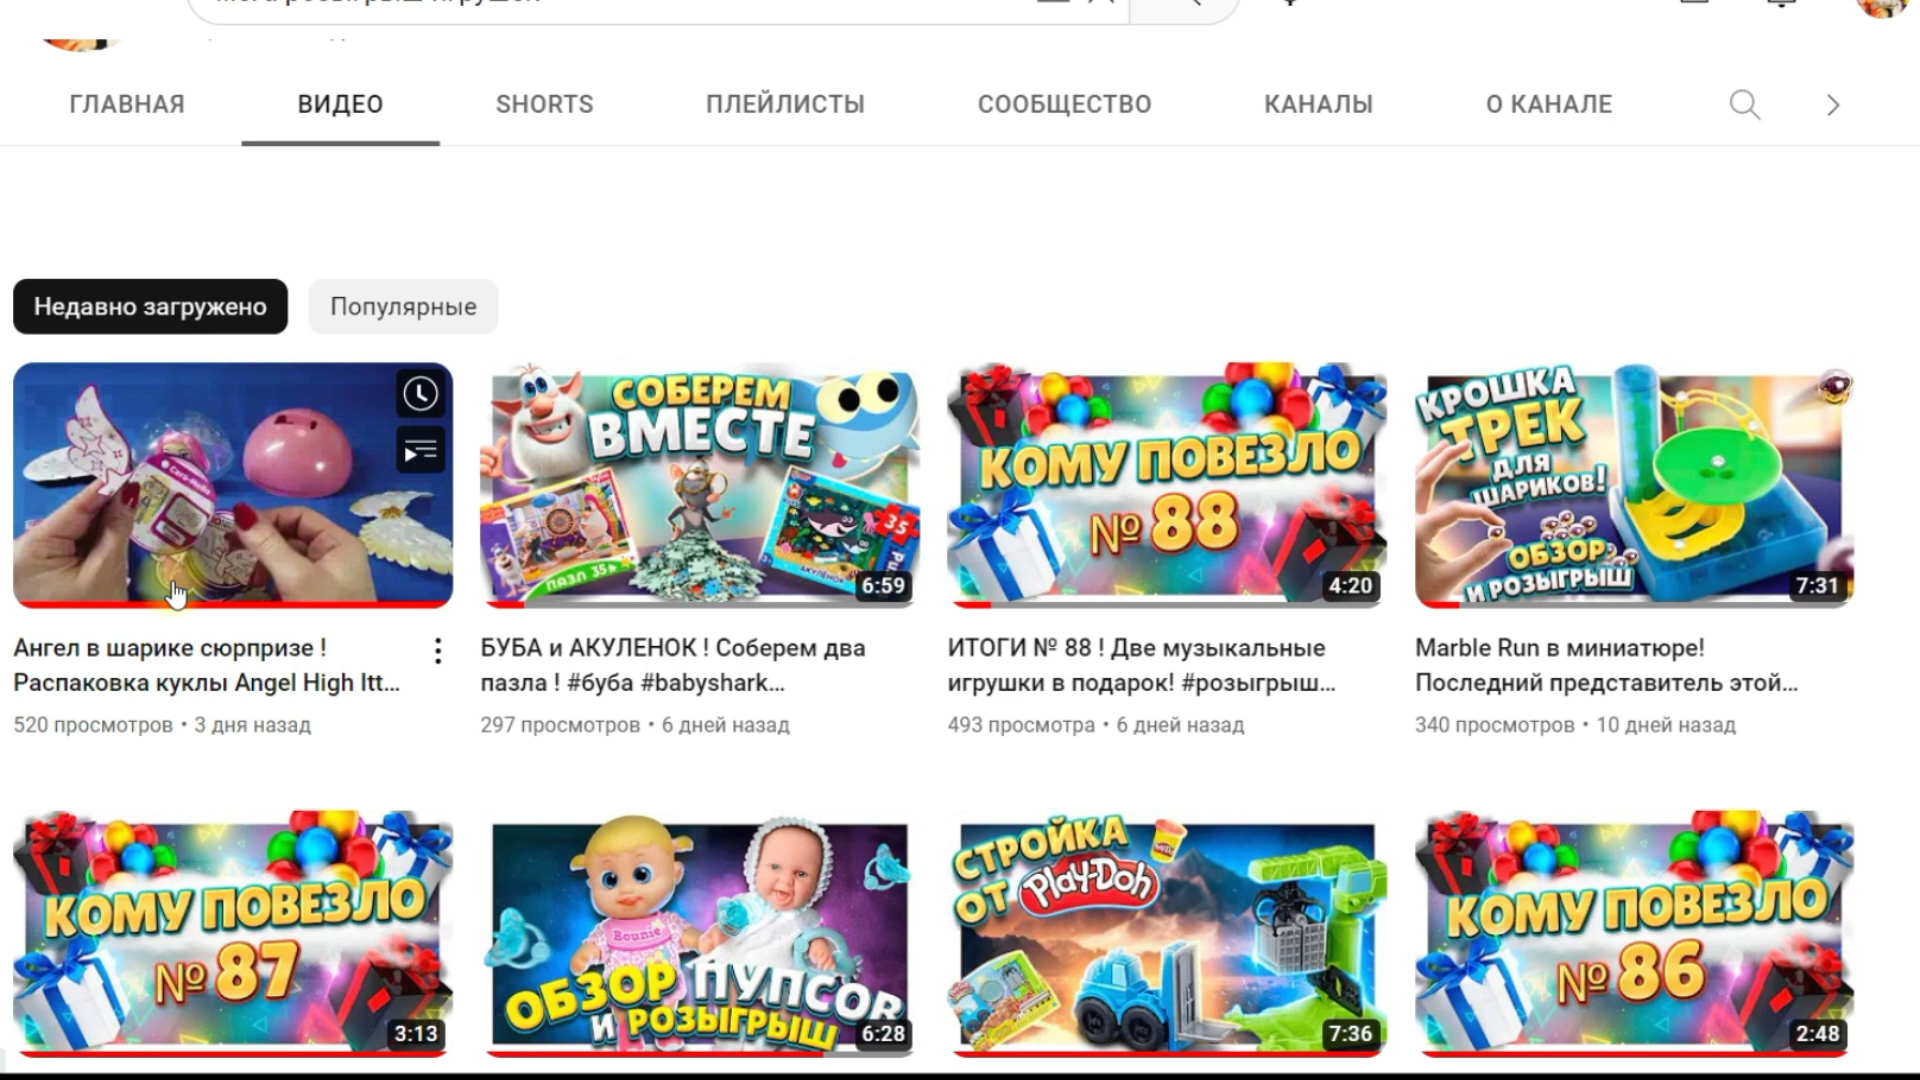 ГЛАВНАЯ
ВИДЕО
SHORTS
ПЛЕЙЛИСТЫ
СООБЩЕСТВО
КАНАЛЫ
О КАНАЛЕ
Недавно загружено
Популярные
СОБЕРЕМ
ВМЕСТЕ
ПАЗЛ 35
35
АКУЛЁНОК
6:59
КОМУ ПОВЕЗЛО
№ 88
4:20
КРОШКА
ТРЕК
ДЛЯ
ШАРИКОВ!
ОБЗОР
И РОЗЫГРЫШ
7:31
Ангел в шарике сюрпризе !
Распаковка куклы Angel High Itt...
520 просмотров • 3 дня назад
БУБА и АКУЛЕНОК ! Соберем два
пазла ! #буба #babyshark...
297 просмотров • 6 дней назад
ИТОГИ № 88 ! Две музыкальные
игрушки в подарок! #розыгрыш...
493 просмотра • 6 дней назад
Marble Run в миниатюре!
Последний представитель этой...
340 просмотров • 10 дней назад
КОМУ ПОВЕЗЛО
№ 87
3:13
Bounie
ОБЗОР ПУПСОВ
И РОЗЫГРЫШ
6:28
СТРОЙКА
ОТ Play-Doh
7:36
КОМУ ПОВЕЗЛО
№ 86
2:48